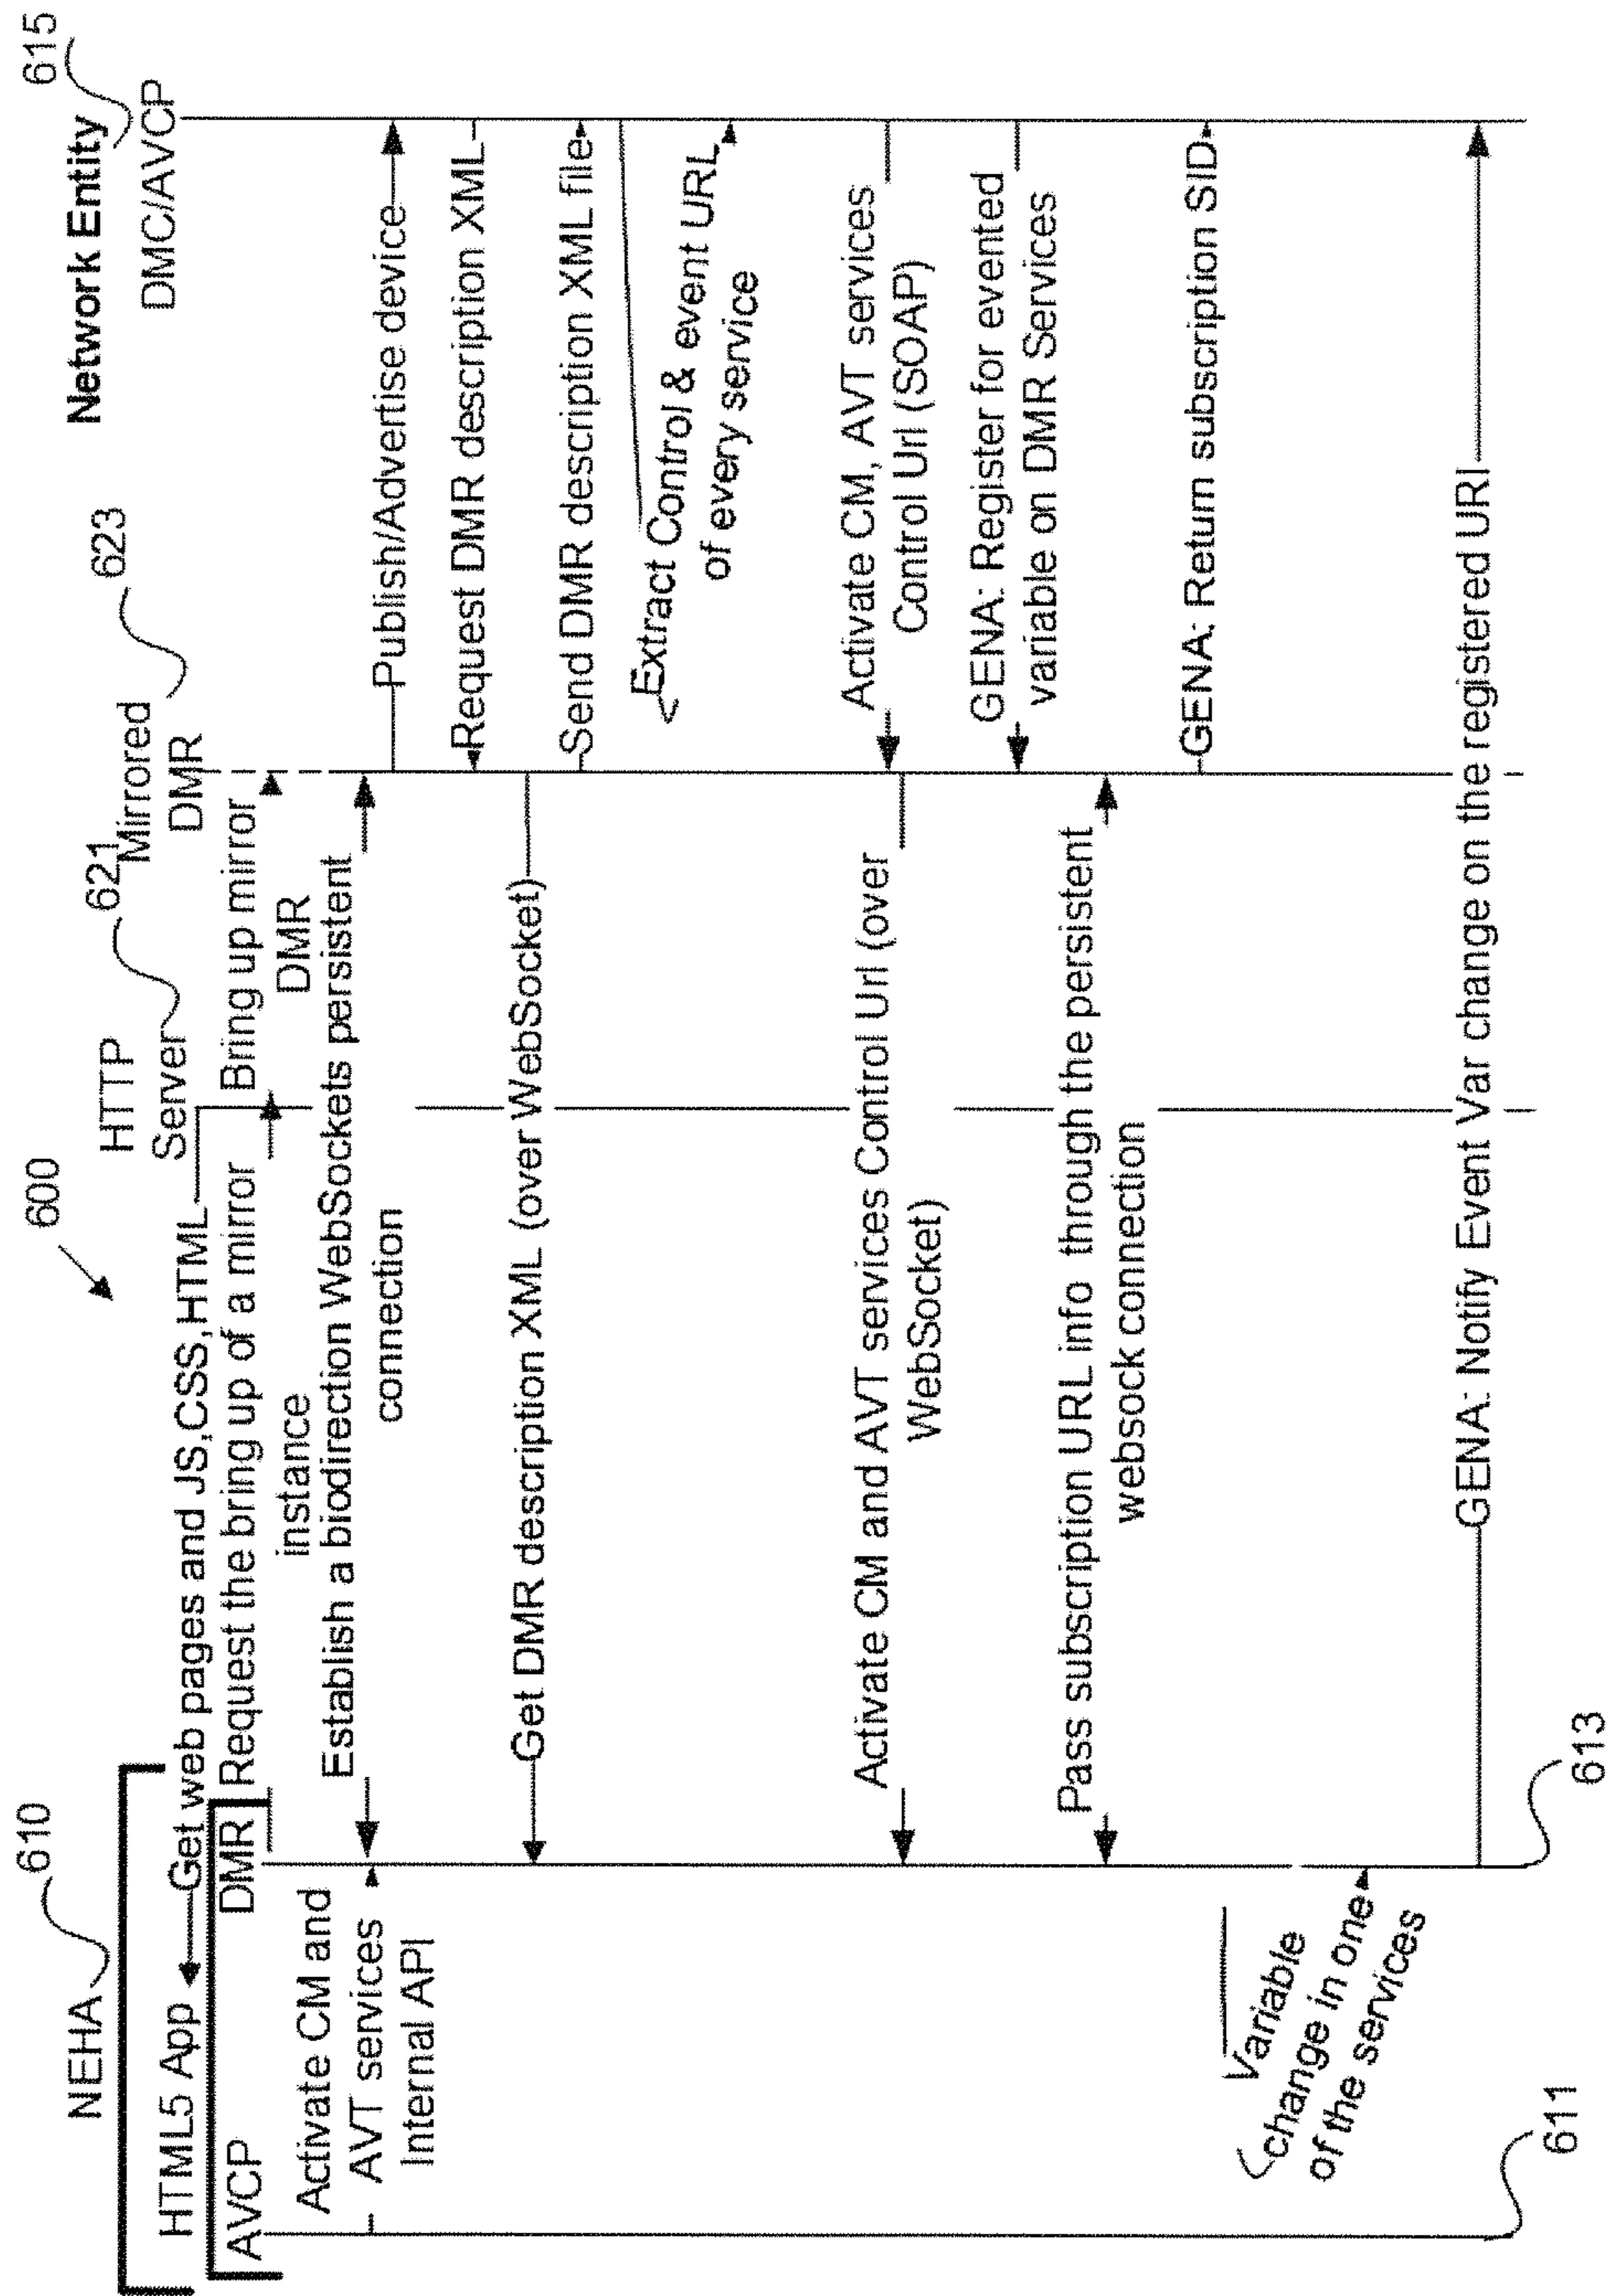 600
610
NEHA
HTML5 App
Get web pages and JS,CSS,HTML
HTTP
Server
621
Mirrored
DMR
623
Network Entity
DMC/AVCP
615
AVCP
DMR
Request the bring up of a mirror
instance
Bring up mirror
DMR
Activate CM and
AVT services
Internal API
Establish a biodirection WebSockets persistent
connection
Publish/Advertise device
Request DMR description XML
Get DMR description XML (over WebSocket)
Send DMR description XML file
Extract Control & event URL
of every service
Activate CM, AVT services
Control Url (SOAP)
Activate CM and AVT services Control Url (over
WebSocket)
GENA: Register for evented
variable on DMR Services
Pass subscription URL info through the persistent
websock connection
GENA: Return subscription SID
Variable
change in one
of the services
GENA: Notify Event Var change on the registered URI
611
613